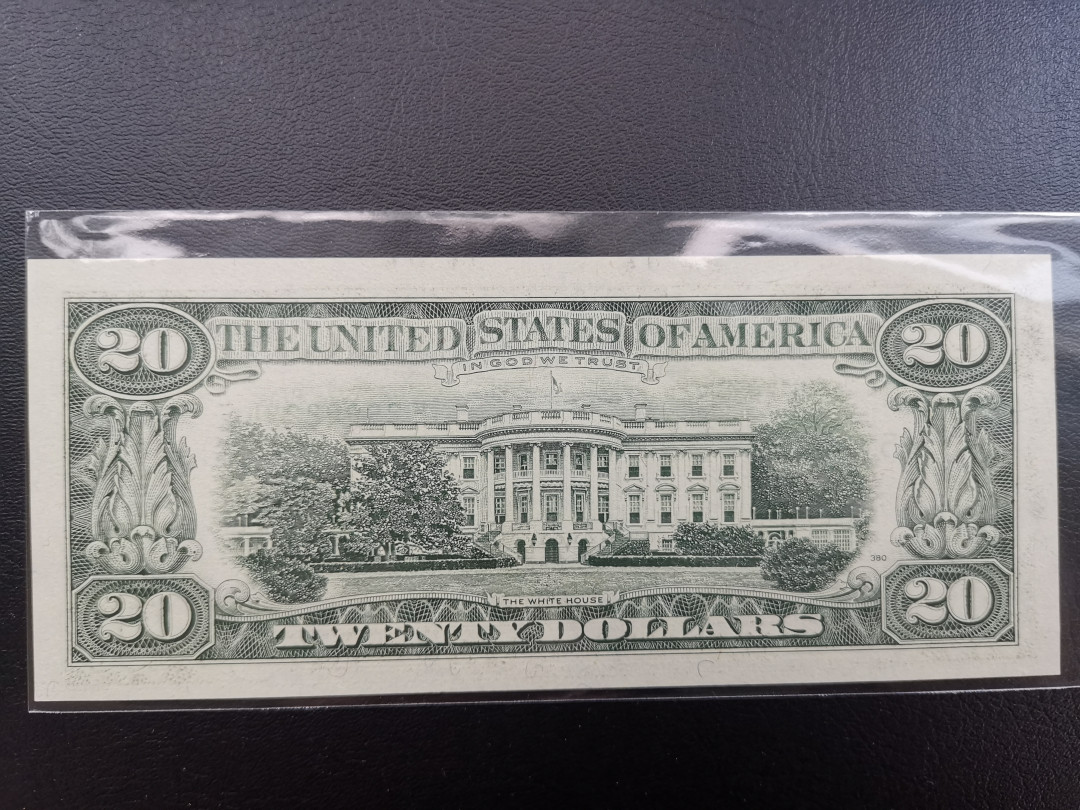 20 THE UNITED STATES OF AMERICA 20
IN GOD WE TRUST
380
THE WHITE HOUSE
20 TWENTY DOLLARS 20